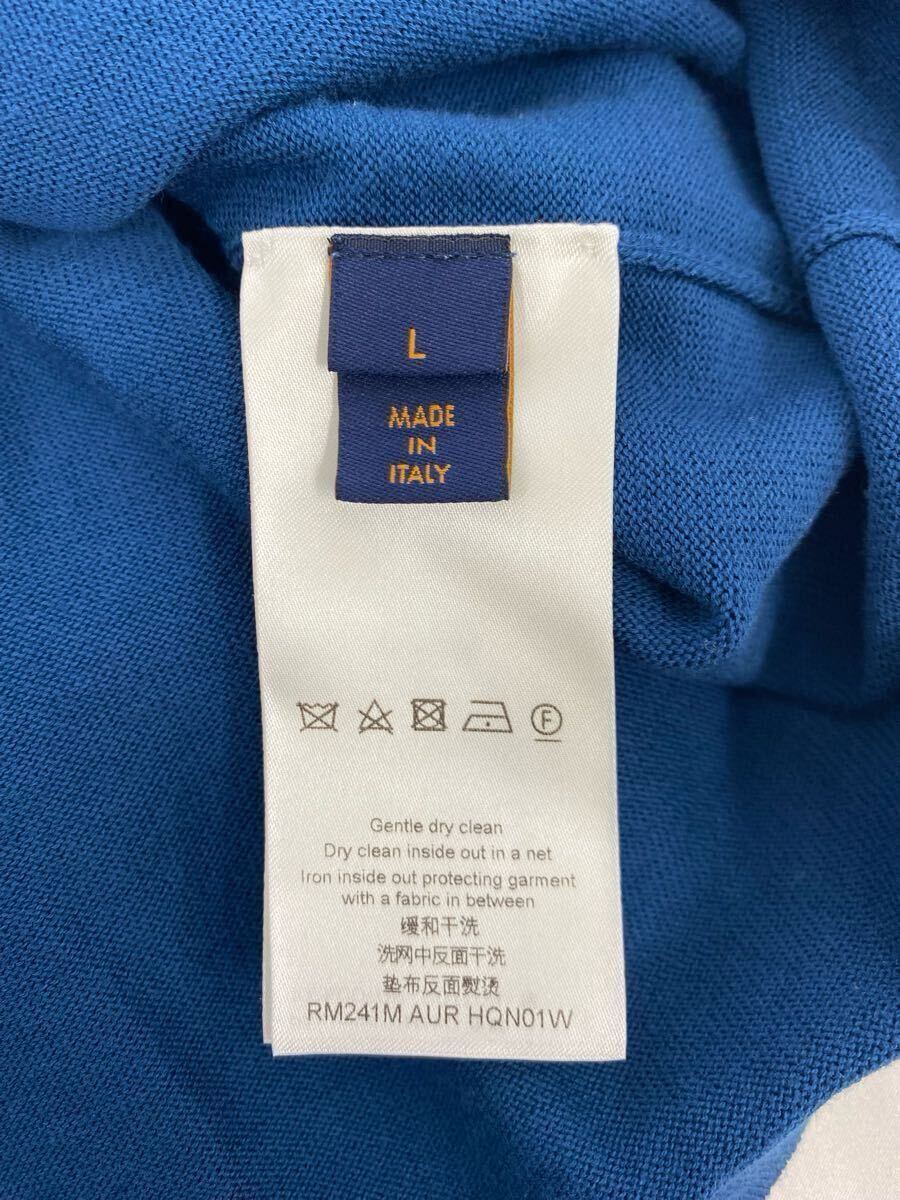 L
MADE
IN
ITALY
F
Gentle dry clean
Dry clean inside out in a net
Iron inside out protecting garment
with a fabric in between
缓和干洗
洗网中反面干洗
垫布反面熨烫
RM241M AUR HQN01W